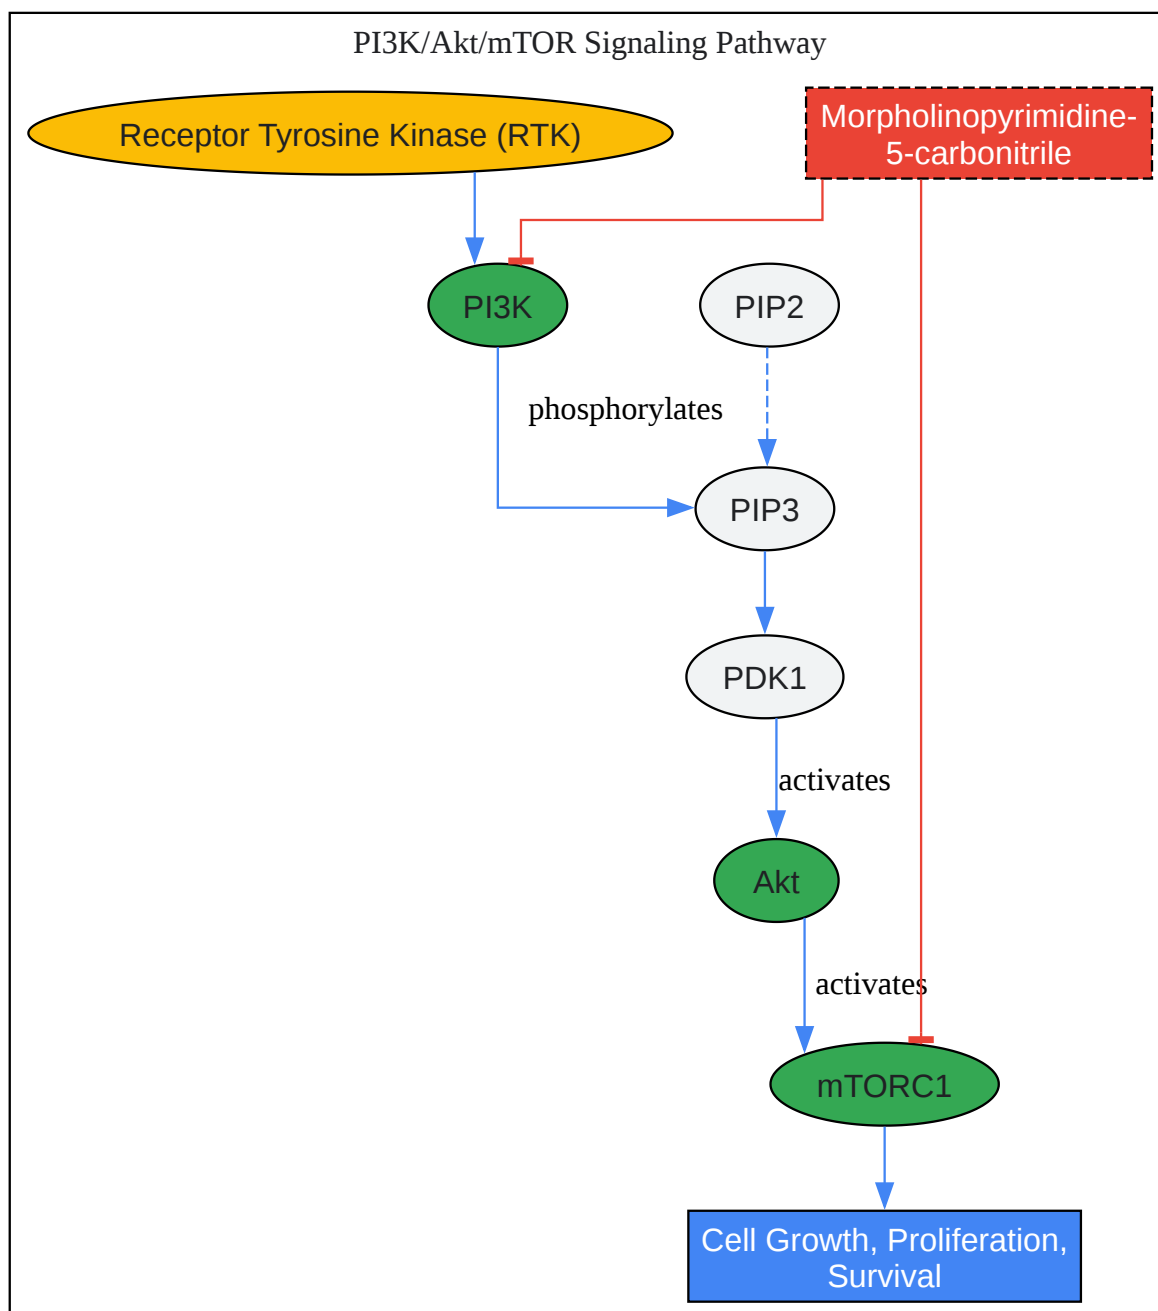 PI3K/Akt/mTOR Signaling Pathway
Receptor Tyrosine Kinase (RTK)
Morpholinopyrimidine-
5-carbonitrile
PI3K
PIP2
phosphorylates
PIP3
PDK1
activates
Akt
activates
mTORC1
Cell Growth, Proliferation,
Survival